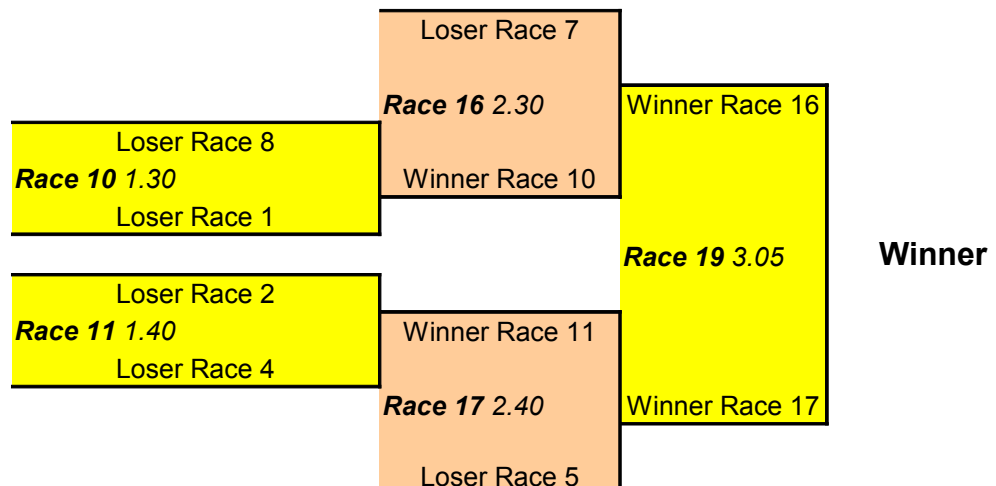 Loser Race 7
Race 16 2.30
Winner Race 16
Loser Race 8
Race 10 1.30
Winner Race 10
Loser Race 1
Race 19 3.05
Winner
Loser Race 2
Race 11 1.40
Winner Race 11
Loser Race 4
Race 17 2.40
Winner Race 17
Loser Race 5